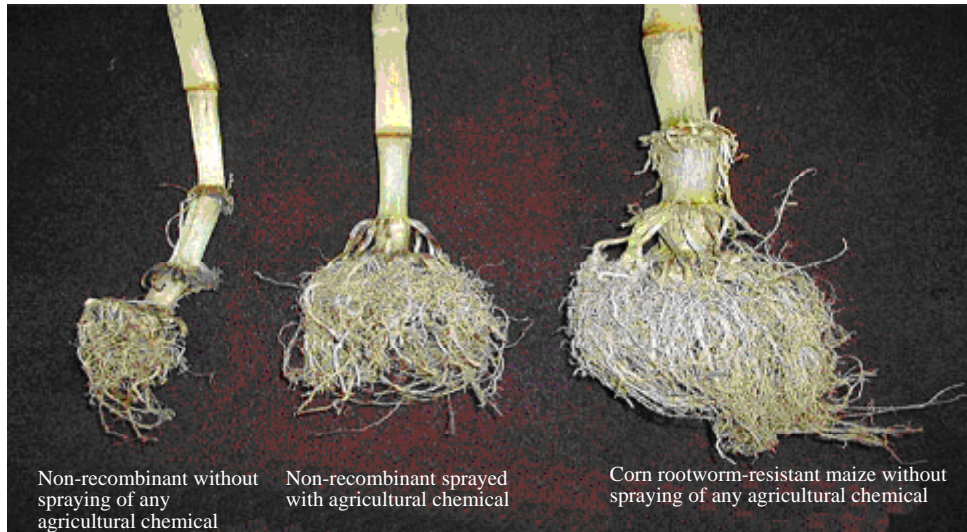 Non-recombinant without
spraying of any
agricultural chemical
Non-recombinant sprayed
with agricultural chemical
Corn rootworm-resistant maize without
spraying of any agricultural chemical